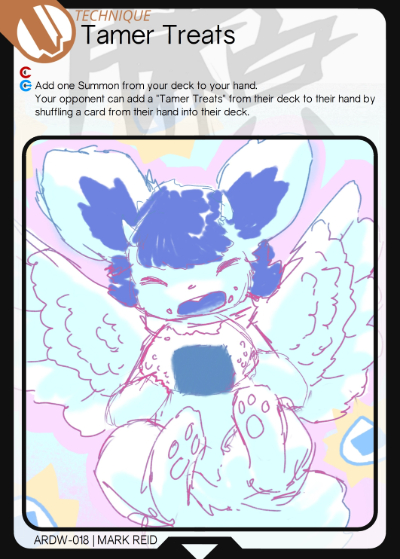 TECHNIQUE
Tamer Treats
C
C Add one Summon from your deck to your hand.
Your opponent can add a "Tamer Treats" from their deck to their hand by
shuffling a card from their hand into their deck.
ARDW-018 | MARK REID